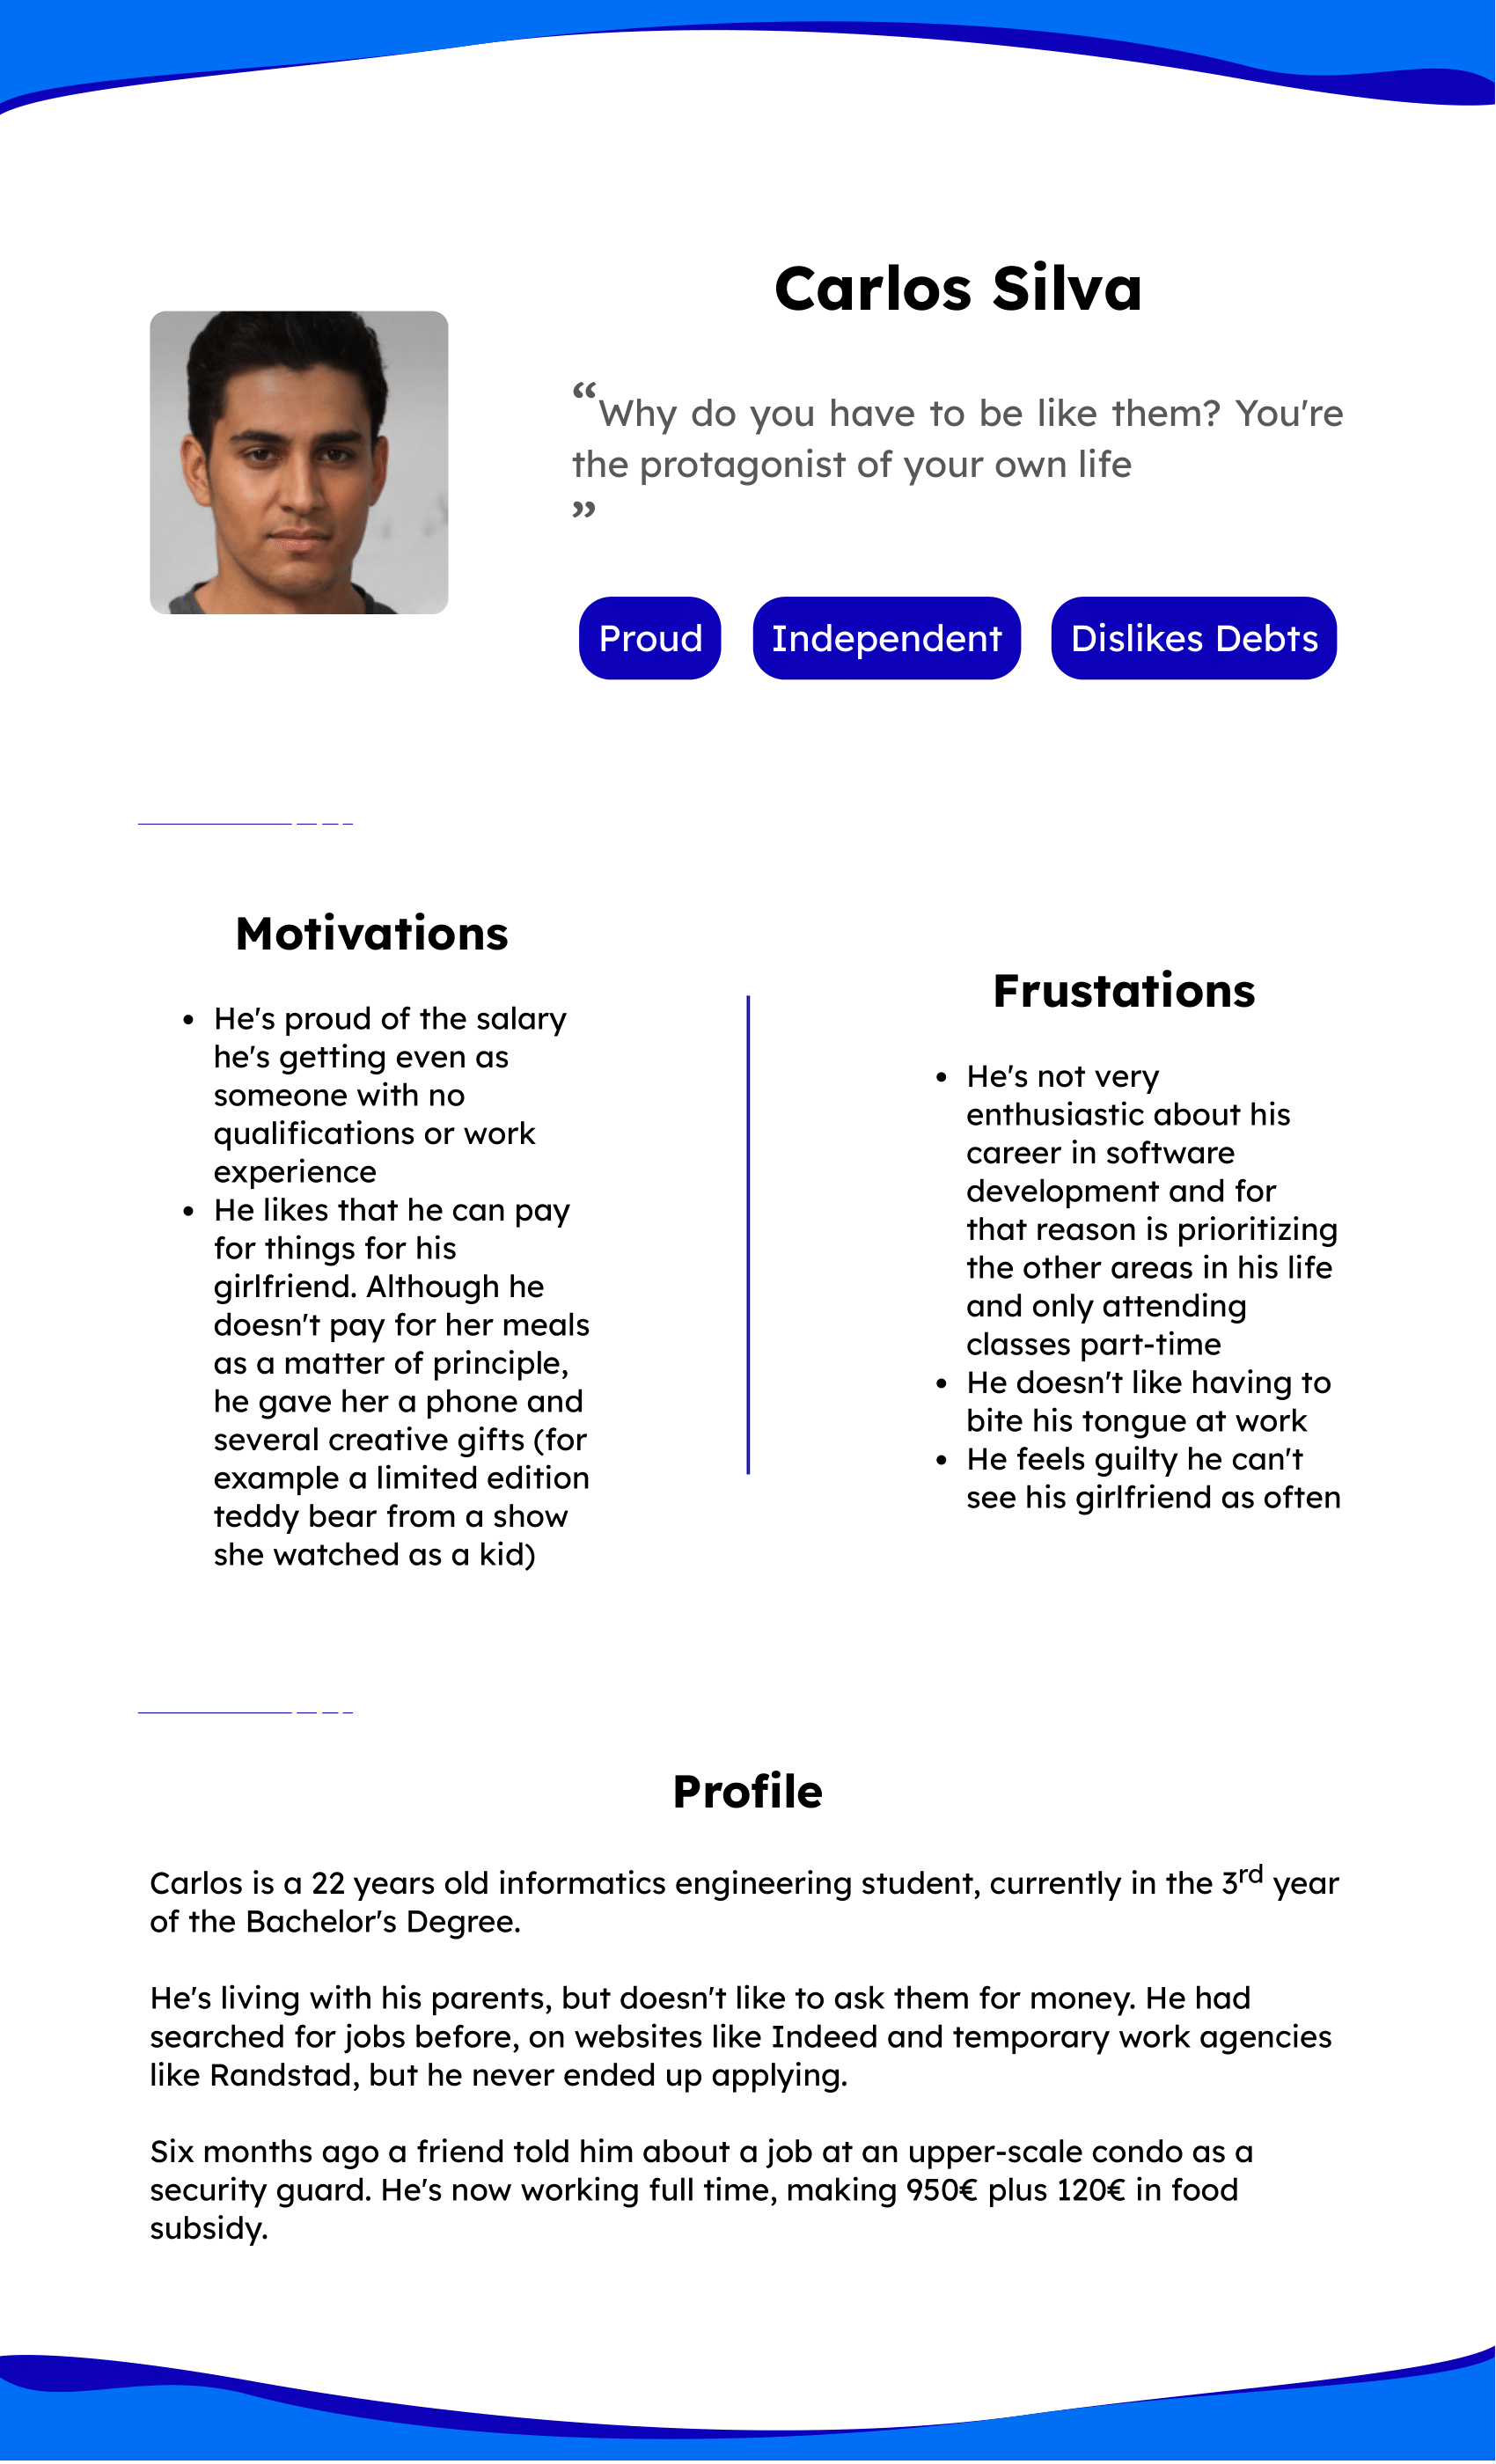 Carlos Silva
“Why do you have to be like them? You're
the protagonist of your own life
”
Proud
Independent
Dislikes Debts
Motivations
• He's proud of the salary
he's getting even as
someone with no
qualifications or work
experience
• He likes that he can pay
for things for his
girlfriend. Although he
doesn't pay for her meals
as a matter of principle,
he gave her a phone and
several creative gifts (for
example a limited edition
teddy bear from a show
she watched as a kid)
Frustations
• He's not very
enthusiastic about his
career in software
development and for
that reason is prioritizing
the other areas in his life
and only attending
classes part-time
• He doesn't like having to
bite his tongue at work
• He feels guilty he can't
see his girlfriend as often
Profile
Carlos is a 22 years old informatics engineering student, currently in the 3rd year
of the Bachelor's Degree.
He's living with his parents, but doesn't like to ask them for money. He had
searched for jobs before, on websites like Indeed and temporary work agencies
like Randstad, but he never ended up applying.
Six months ago a friend told him about a job at an upper-scale condo as a
security guard. He's now working full time, making 950€ plus 120€ in food
subsidy.